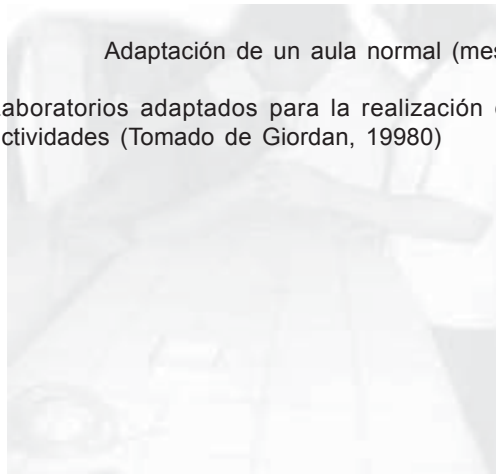 Adaptación de un aula normal (mes
aboratorios adaptados para la realización
ctividades (Tomado de Giordan, 19980)